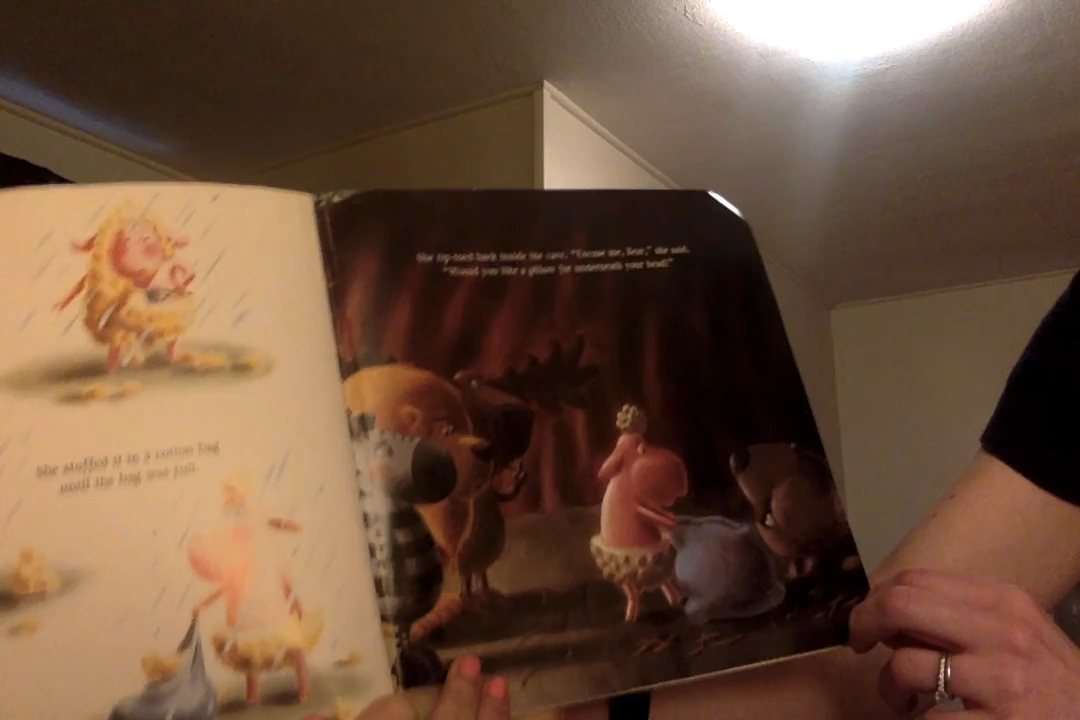 She stuffed it in a cotton bag
until the bag was full.
She tip-toed back inside the cave. "Excuse me, Bear," she said.
"Would you like a pillow for underneath your head?"